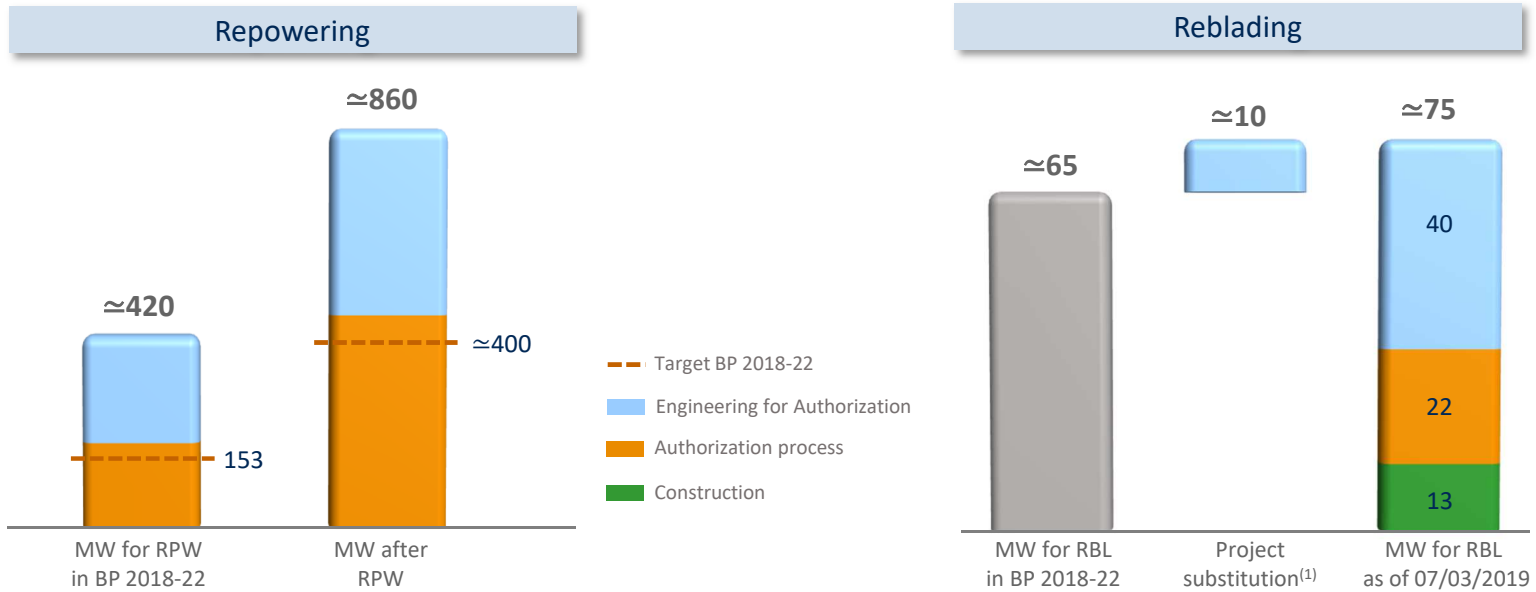 Repowering
≃860
≃420
≃400
153
MW for RPW
in BP 2018-22
MW after
RPW
Target BP 2018-22
Engineering for Authorization
Authorization process
Construction
Reblading
≃65
≃10
≃75
40
22
13
MW for RBL
in BP 2018-22
Project
substitution(1)
MW for RBL
as of 07/03/2019